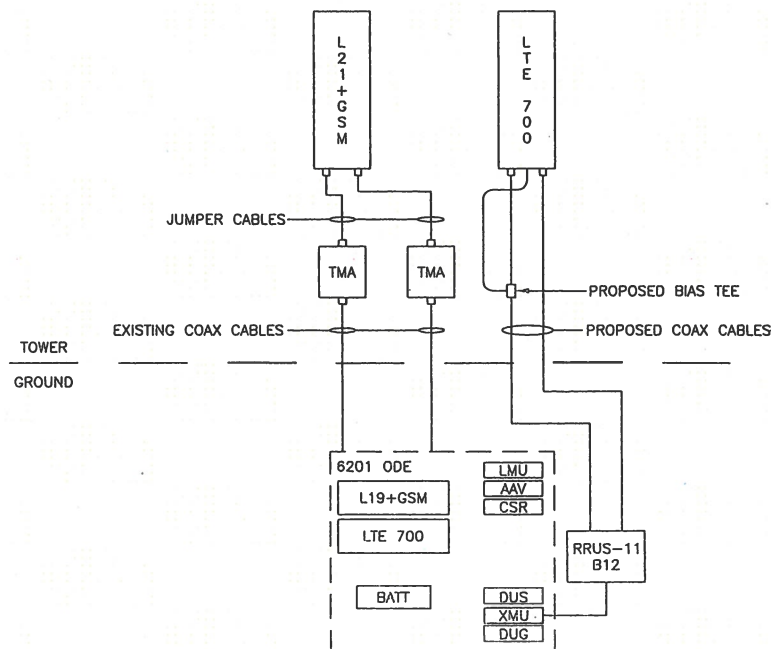 L21+GSM
LTE 700
JUMPER CABLES
TMA
TMA
PROPOSED BIAS TEE
EXISTING COAX CABLES
PROPOSED COAX CABLES
TOWER
GROUND
6201 ODE
LMU
L19+GSM
AAV
CSR
LTE 700
RRUS-11
B12
BATT
DUS
XMU
DUG